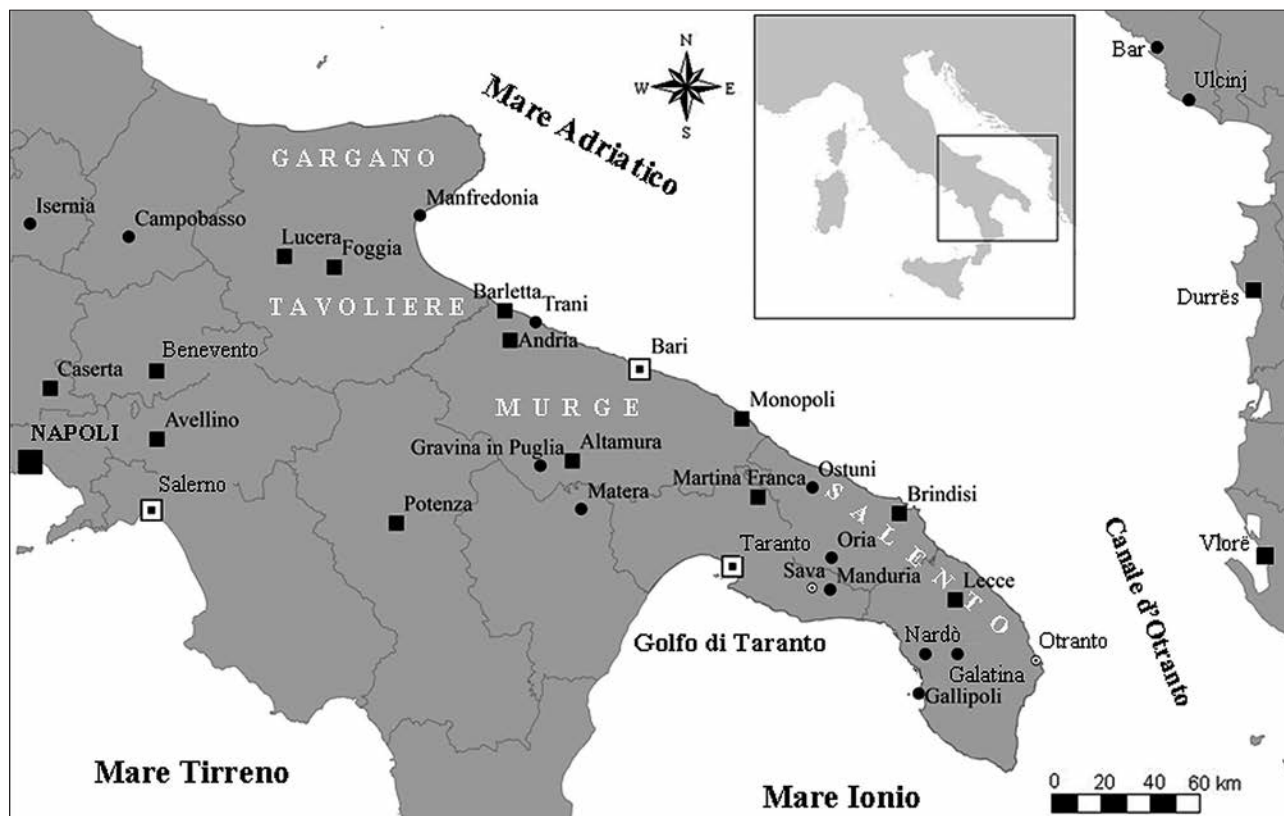 N
W
E
S
Bar
Ulcinj
Mare Adriatico
GARGANO
Manfredonia
Isernia
Campobasso
Lucera
Foggia
TAVOLIERE
Barletta
Trani
Andria
Bari
Durrës
Benevento
Caserta
MURGE
Monopoli
NAPOLI
Avellino
Gravina in Puglia
Altamura
Salerno
Martina Franca
Ostuni
Potenza
Matera
SALENTO
Brindisi
Vlorë
Taranto
Oria
Sava
Manduria
Lecce
Canale d'Otranto
Golfo di Taranto
Nardò
Otranto
Galatina
Gallipoli
Mare Tirreno
Mare Ionio
0 20 40 60 km